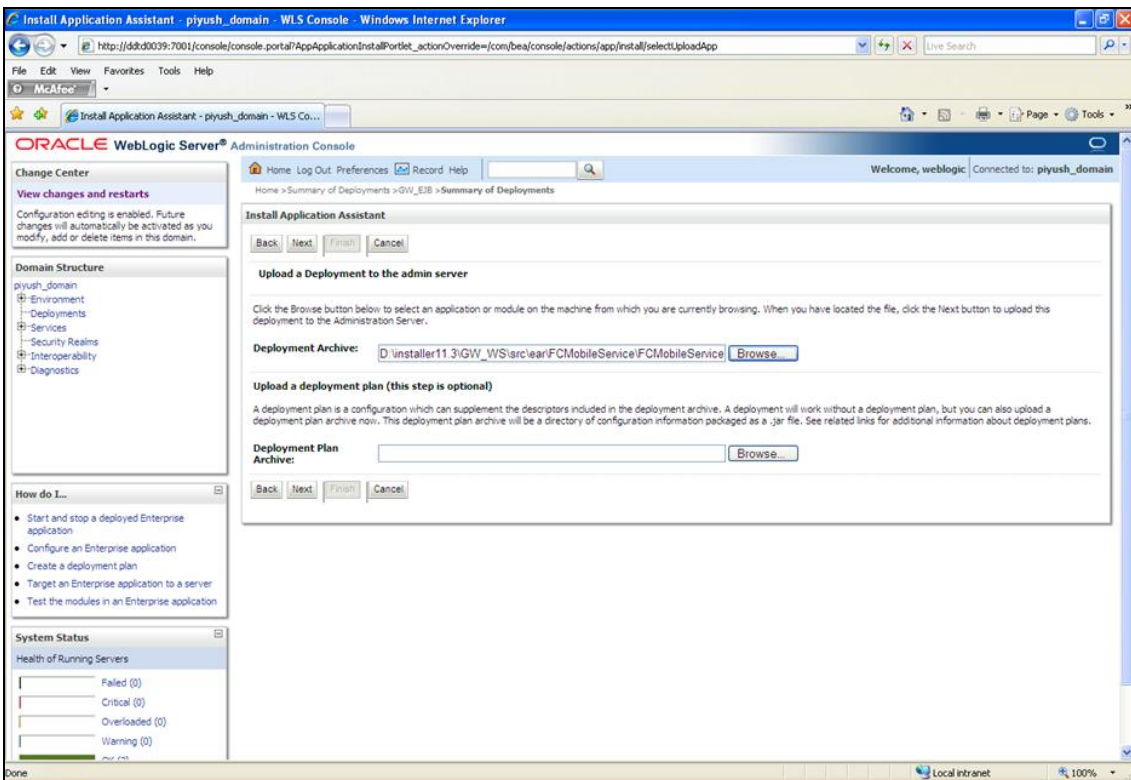 Install Application Assistant - piyush_domain - WLS Console - Windows Internet Explorer
http://ddtd0039:7001/console/console.portal?AppApplicationInstallPortlet_actionOverride=/com/bea/console/actions/app/install/selectUploadApp
Live Search
File Edit View Favorites Tools Help
McAfee
Install Application Assistant - piyush_domain - WLS Co...
Page Tools
ORACLE WebLogic Server® Administration Console
Change Center
View changes and restarts
Configuration editing is enabled. Future
changes will automatically be activated as you
modify, add or delete items in this domain.
Domain Structure
piyush_domain
Environment
Deployments
Services
Security Realms
Interoperability
Diagnostics
How do I...
Start and stop a deployed Enterprise
application
Configure an Enterprise application
Create a deployment plan
Target an Enterprise application to a server
Test the modules in an Enterprise application
System Status
Health of Running Servers
Failed (0)
Critical (0)
Overloaded (0)
Warning (0)
Home Log Out Preferences Record Help
Welcome, weblogic Connected to: piyush_domain
Home >Summary of Deployments >GW_EJB >Summary of Deployments
Install Application Assistant
Back Next Finish Cancel
Upload a Deployment to the admin server
Click the Browse button below to select an application or module on the machine from which you are currently browsing. When you have located the file, click the Next button to upload this
deployment to the Administration Server.
Deployment Archive: D:\installer11.3\GW_WS\src\ear\FCMobileService\FCMobileService Browse...
Upload a deployment plan (this step is optional)
A deployment plan is a configuration which can supplement the descriptors included in the deployment archive. A deployment will work without a deployment plan, but you can also upload a
deployment plan archive now. This deployment plan archive will be a directory of configuration information packaged as a .jar file. See related links for additional information about deployment plans.
Deployment Plan
Archive: Browse...
Back Next Finish Cancel
Done Local intranet 100%